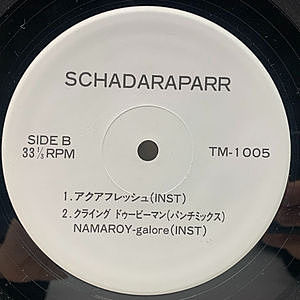 SCHADARAPARR
SIDE B
33⅓RPM
TM-1005
1.アクアフレッシュ(INST)
2.クライング ドゥービーマン(パンチミックス)
NAMAROY-galore(INST)